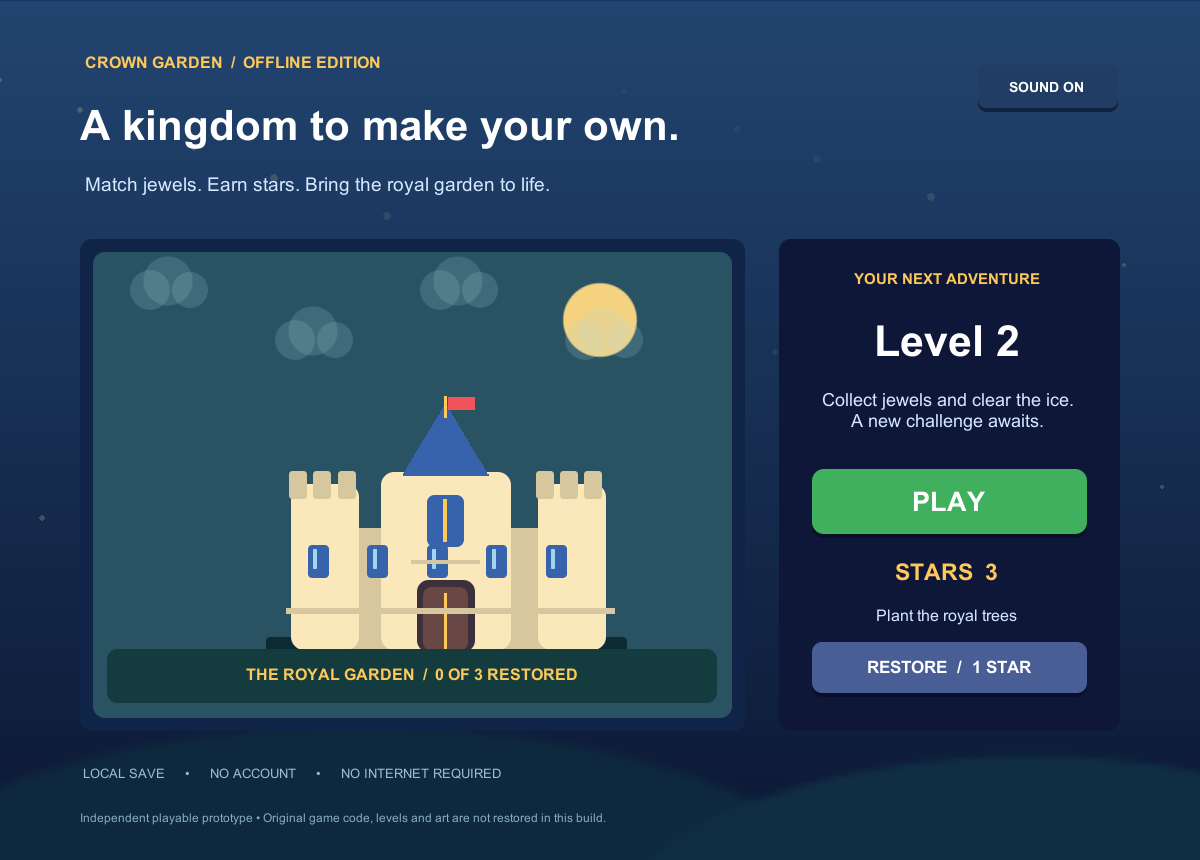 CROWN GARDEN / OFFLINE EDITION
SOUND ON
A kingdom to make your own.
Match jewels. Earn stars. Bring the royal garden to life.
YOUR NEXT ADVENTURE
Level 2
Collect jewels and clear the ice.
A new challenge awaits.
PLAY
STARS 3
Plant the royal trees
RESTORE / 1 STAR
THE ROYAL GARDEN / 0 OF 3 RESTORED
LOCAL SAVE • NO ACCOUNT • NO INTERNET REQUIRED
Independent playable prototype • Original game code, levels and art are not restored in this build.